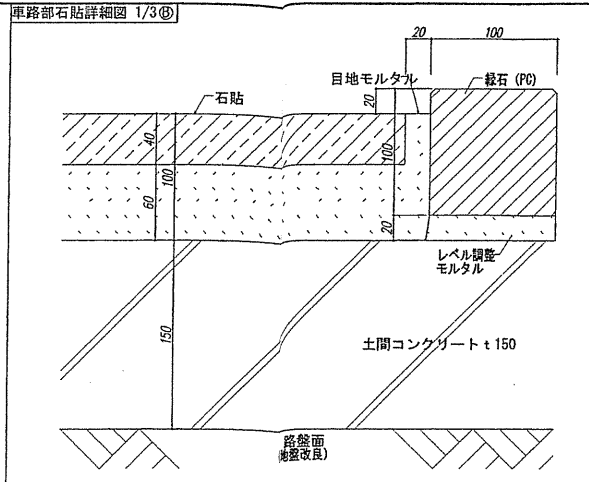 車路部石貼詳細図 1/3Ⓑ
20
100
目地モルタル
縁石 (PC)
石貼
20
40
100
100
60
20
レベル調整
モルタル
150
土間コンクリート t 150
路盤面
(地盤改良)